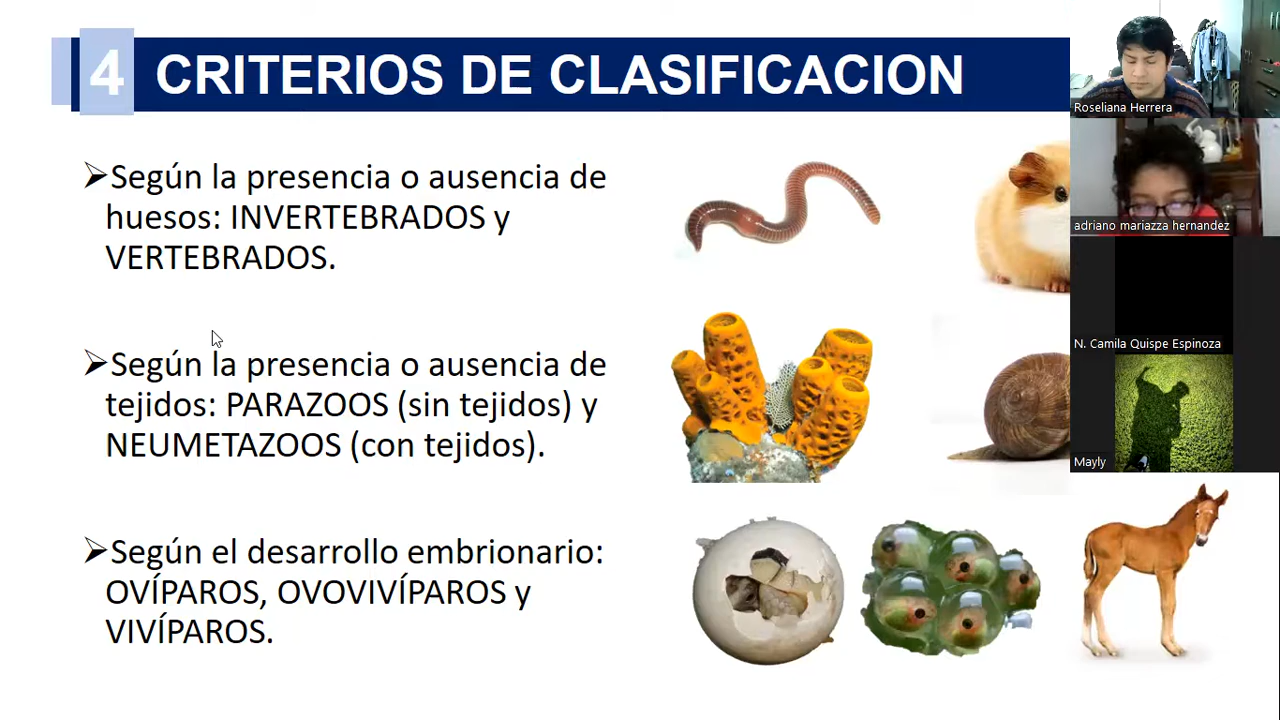 4 CRITERIOS DE CLASIFICACION
➢Según la presencia o ausencia de
huesos: INVERTEBRADOS y
VERTEBRADOS.
➢Según la presencia o ausencia de
tejidos: PARAZOOS (sin tejidos) y
NEUMETAZOOS (con tejidos).
➢Según el desarrollo embrionario:
OVÍPAROS, OVOVIVÍPAROS y
VIVÍPAROS.
Roseliana Herrera
adriano mariazza hernandez
N. Camila Quispe Espinoza
Mayly